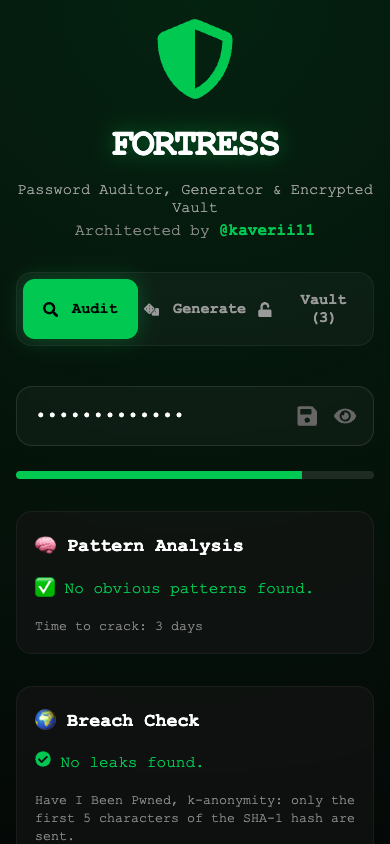 FORTRESS
Password Auditor, Generator & Encrypted
Vault
Architected by @kaverii11
Audit
Generate
Vault
(3)
•••••••••••••
Pattern Analysis
No obvious patterns found.
Time to crack: 3 days
Breach Check
No leaks found.
Have I Been Pwned, k-anonymity: only the
first 5 characters of the SHA-1 hash are
sent.